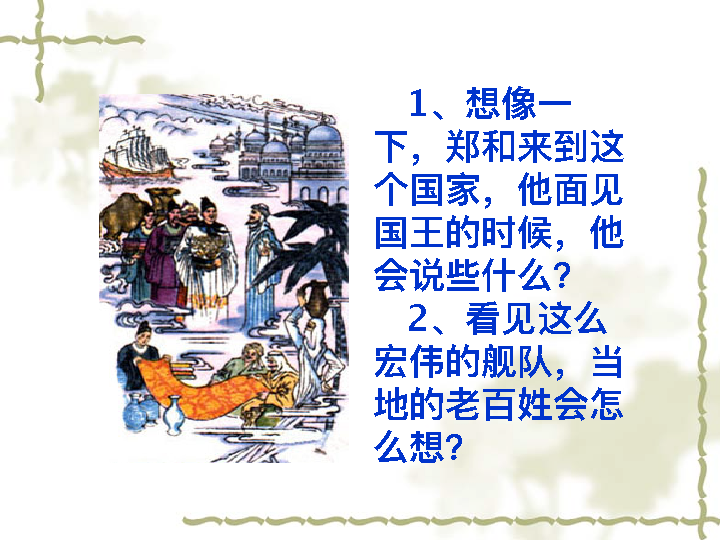 1、想像一
下，郑和来到这
个国家，他面见
国王的时候，他
会说些什么？
2、看见这么
宏伟的舰队，当
地的老百姓会怎
么想？